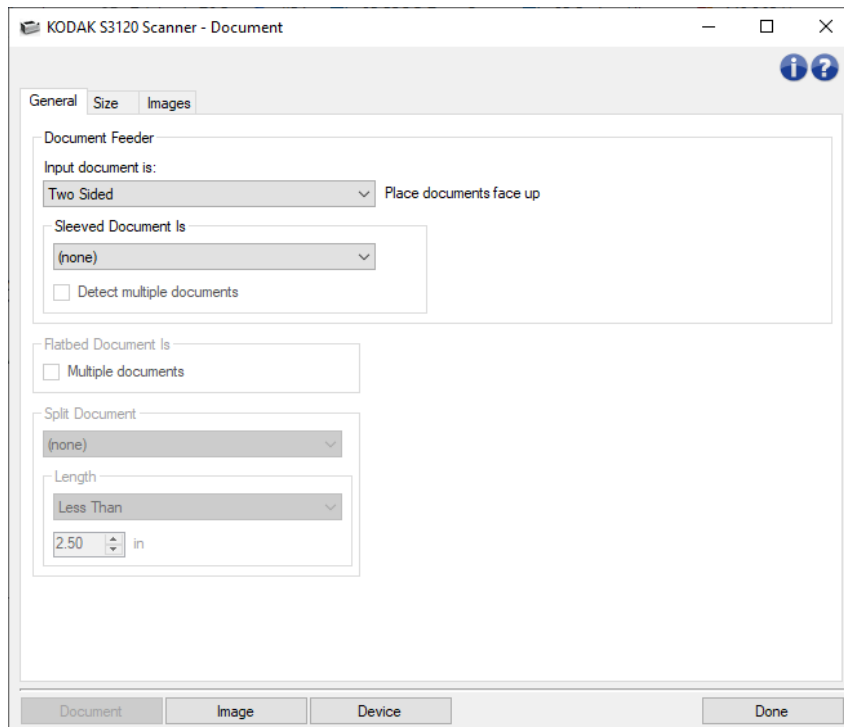 KODAK S3120 Scanner - Document
General Size Images
Document Feeder
Input document is:
Two Sided Place documents face up
Sleeved Document Is
(none)
Detect multiple documents
Flatbed Document Is
Multiple documents
Split Document
(none)
Length
Less Than
2.50 in
Document Image Device Done